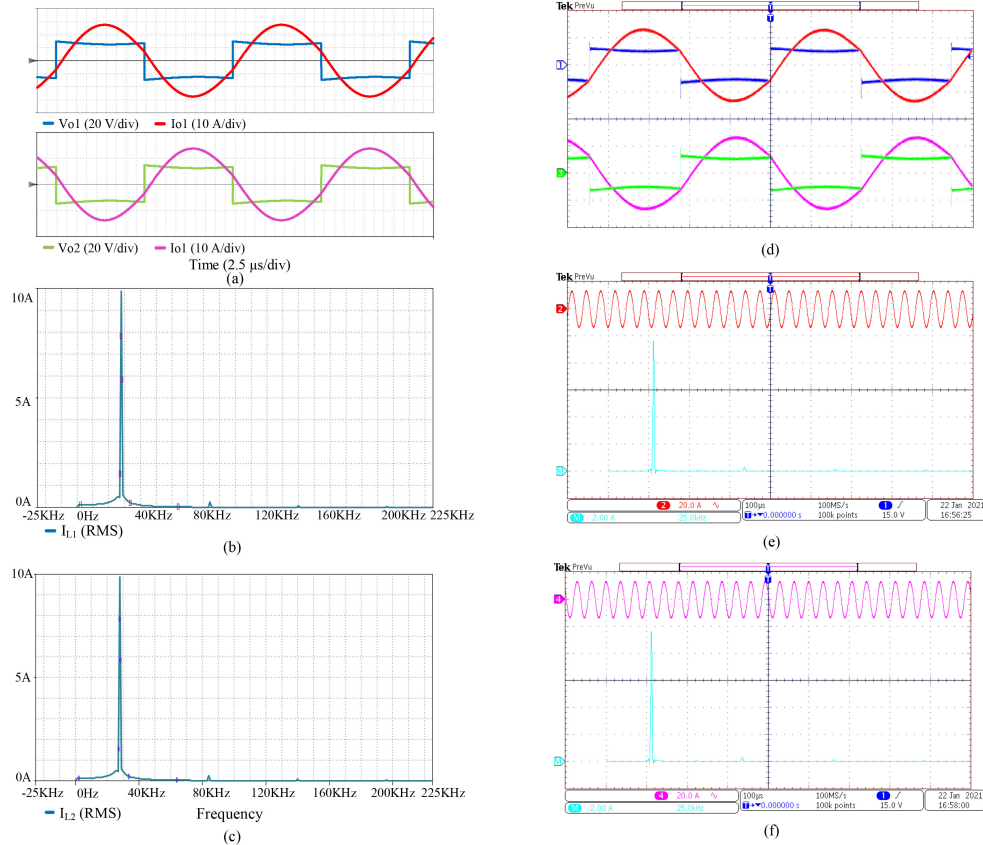 Vo1 (20 V/div) Io1 (10 A/div)
Vo2 (20 V/div) Io1 (10 A/div)
Time (2.5 μs/div)
(a)
10A
5A
0A
-25KHz 0Hz 40KHz 80KHz 120KHz 160KHz 200KHz 225KHz
IL1 (RMS)
(b)
10A
5A
0A
-25KHz 0Hz 40KHz 80KHz 120KHz 160KHz 200KHz 225KHz
IL2 (RMS) Frequency
(c)
Tek PreVu
T
T
1
3
(d)
Tek PreVu
T
T
2
M
2 20.0 A 100μs 100MS/s 1 22 Jan 2021
M 2.00 A 25.0kHz T 0.000000 s 100k points 15.0 V 16:56:25
(e)
Tek PreVu
T
T
4
M
4 20.0 A 100μs 100MS/s 1 22 Jan 2021
M 2.00 A 25.0kHz T 0.000000 s 100k points 15.0 V 16:58:00
(f)